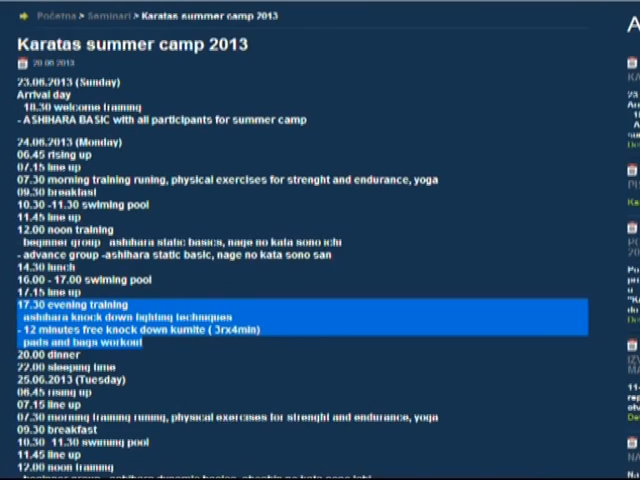 Početna > Seminari > Karatas summer camp 2013
Karatas summer camp 2013
20.06.2013
23.06.2013 (Sunday)
Arrival day
18.30 welcome training
- ASHIHARA BASIC with all participants for summer camp
24.06.2013 (Monday)
06.45 rising up
07.15 line up
07.30 morning training runing, physical exercises for strenght and endurance, yoga
09.30 breakfast
10.30 -11.30 swiming pool
11.45 line up
12.00 noon training
beginner group ashihara static basics, nage no kata sono ichi
- advance group -ashihara static basic, nage no kata sono san
14.30 lunch
16.00 - 17.00 swiming pool
17.15 line up
17.30 evening training
ashihara knock down fighting techniques
- 12 minutes free knock down kumite ( 3rx4min)
pads and bags workout
20.00 dinner
22.00 sleeping time
25.06.2013 (Tuesday)
06.45 rising up
07.15 line up
07.30 morning training runing, physical exercises for strenght and endurance, yoga
09.30 breakfast
10.30 11.30 swiming pool
11.45 line up
12.00 noon training